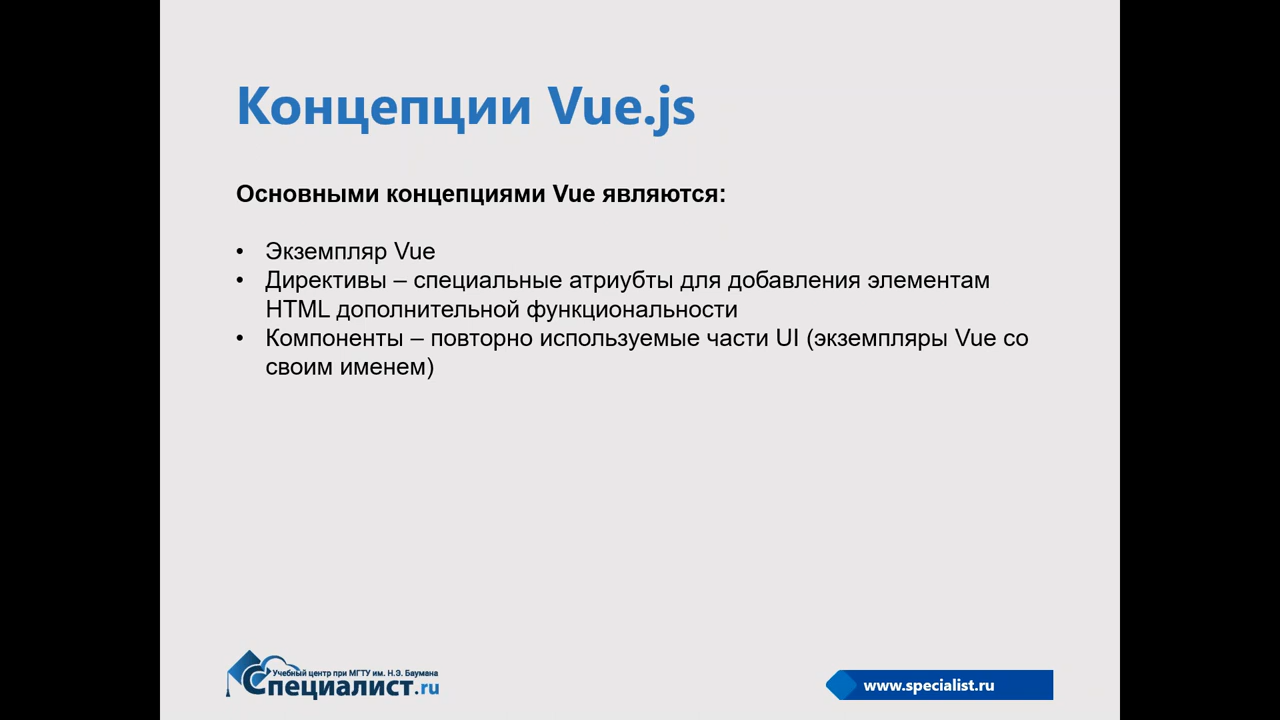 Концепции Vue.js
Основными концепциями Vue являются:
• Экземпляр Vue
• Директивы – специальные атриубты для добавления элементам
HTML дополнительной функциональности
• Компоненты – повторно используемые части UI (экземпляры Vue со
своим именем)
Учебный центр при МГТУ им. Н.Э. Баумана
Специалист.ru
www.specialist.ru